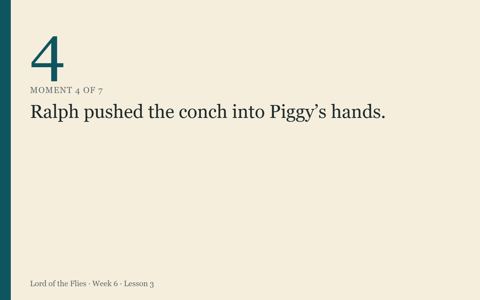 4
MOMENT 4 OF 7
Ralph pushed the conch into Piggy’s hands.
Lord of the Flies · Week 6 · Lesson 3